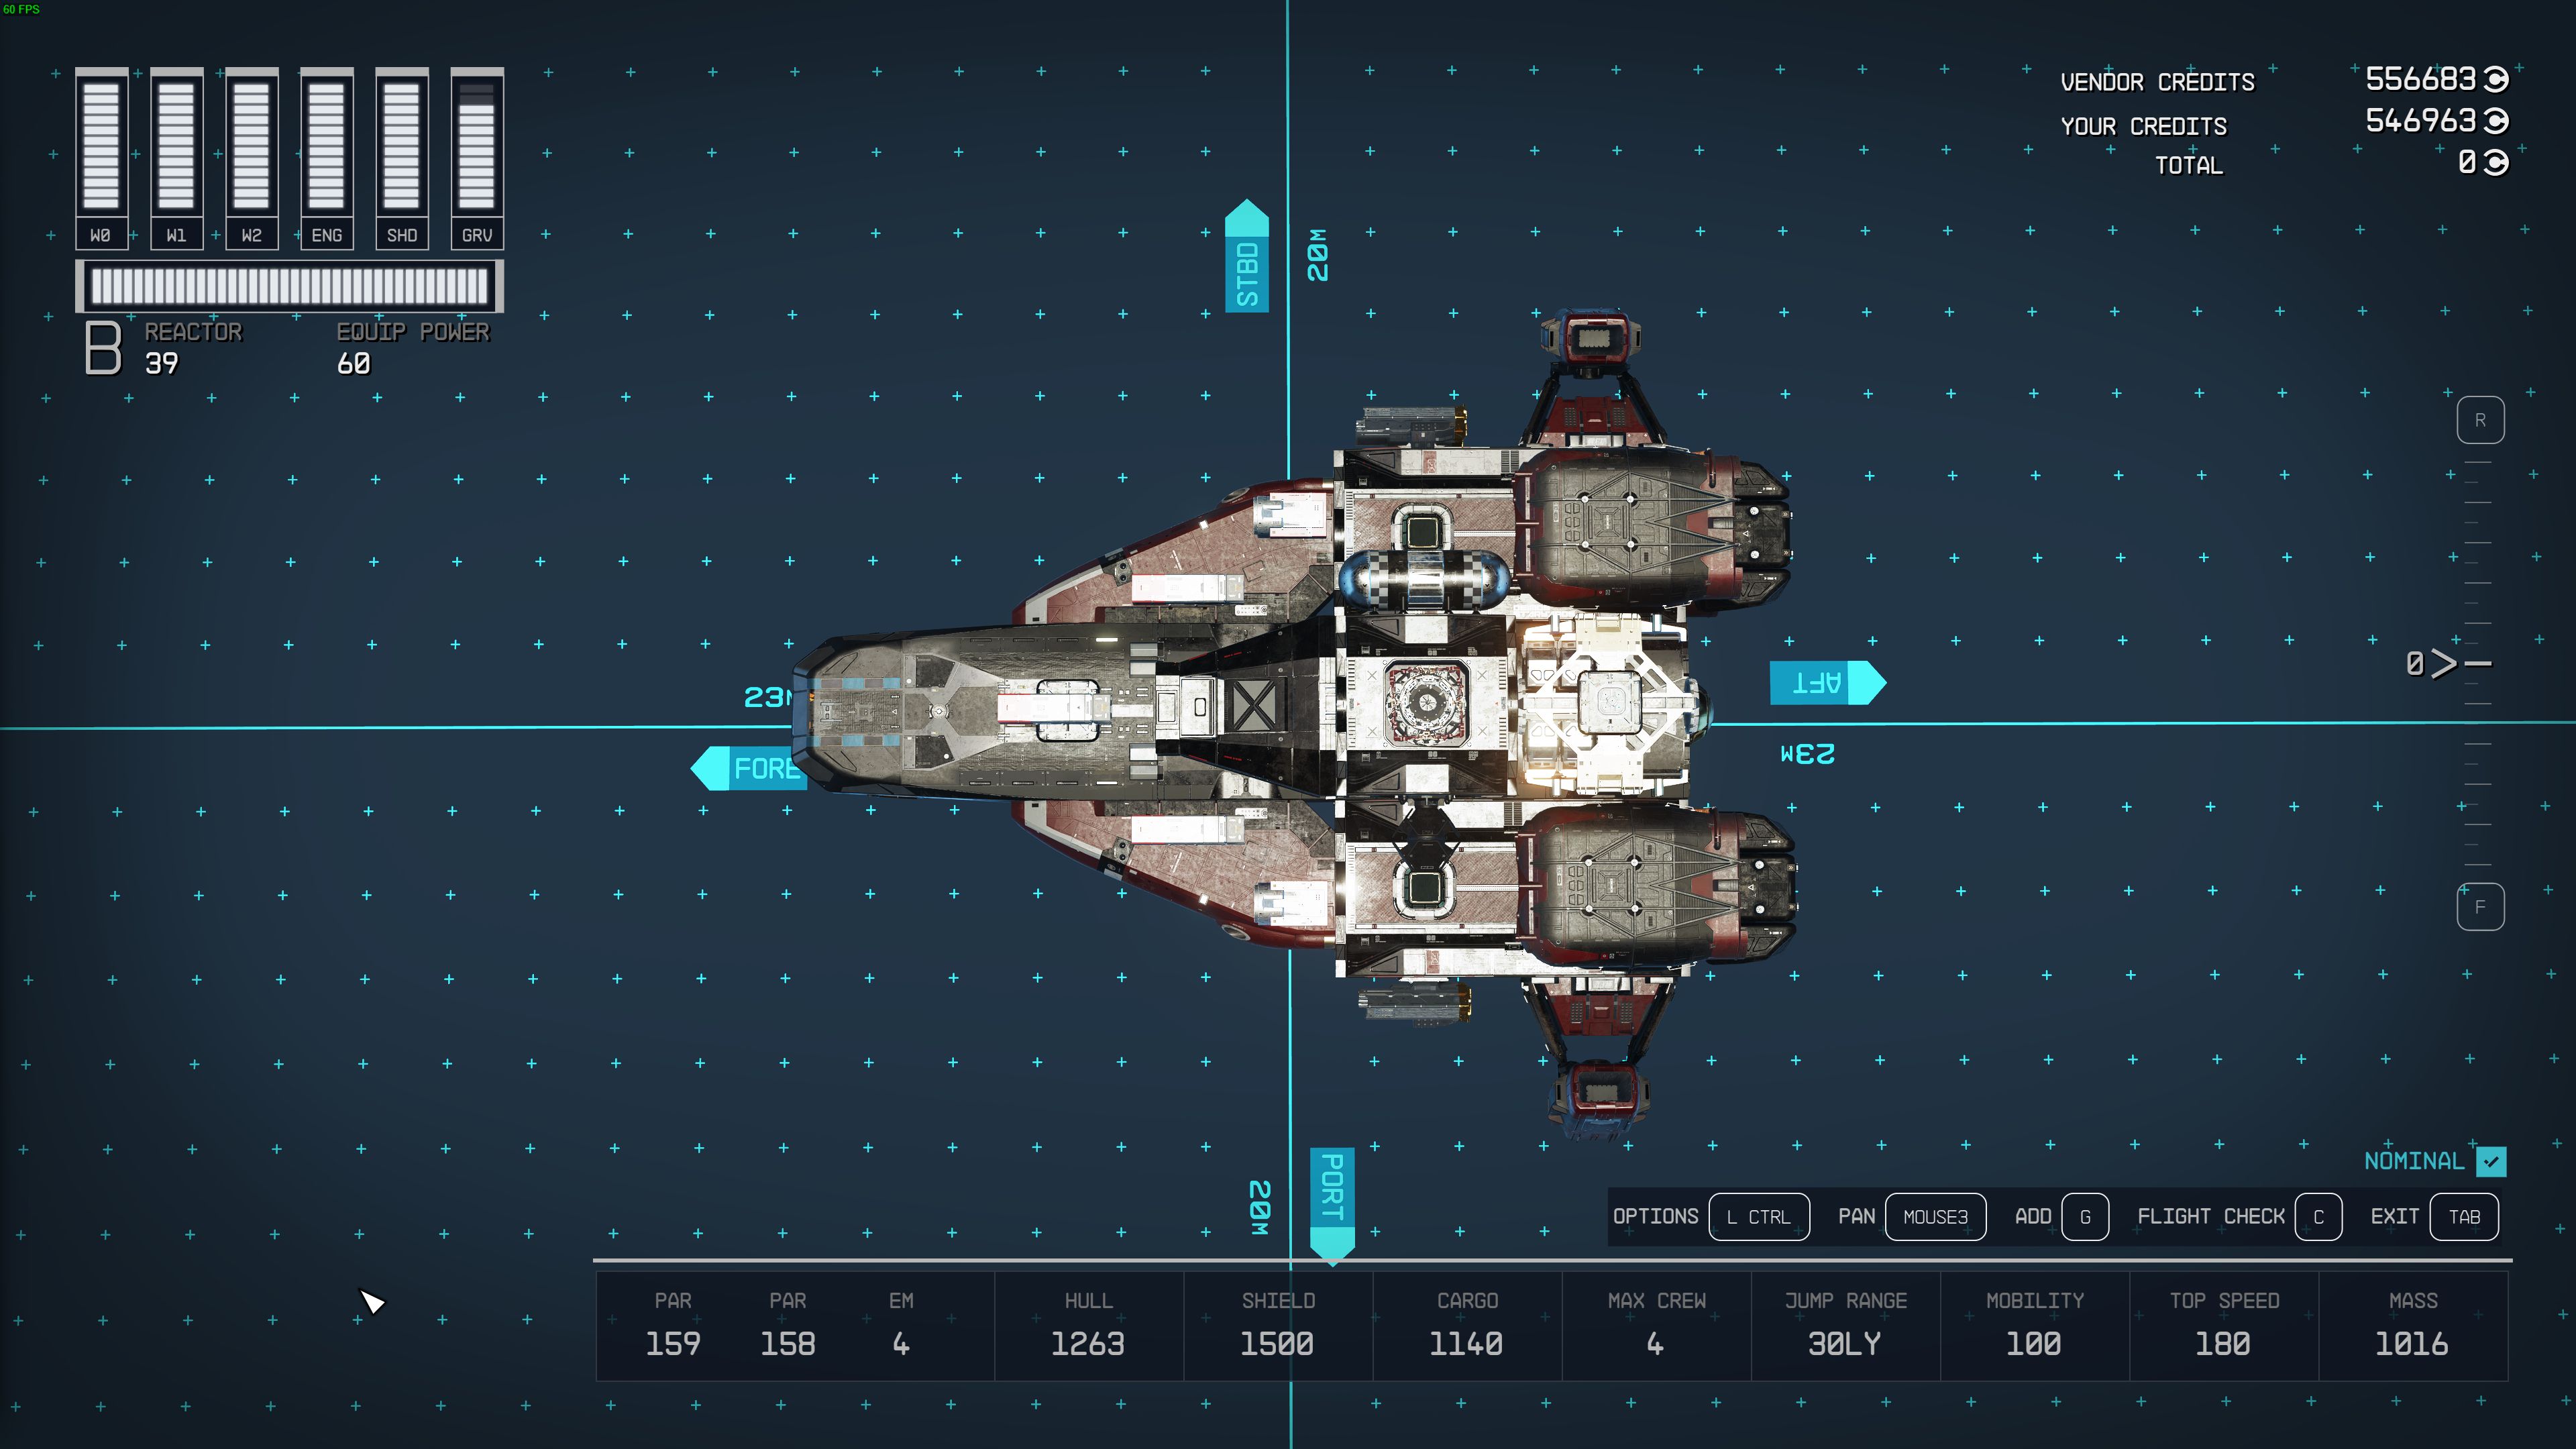 60 FPS
VENDOR CREDITS 556683
YOUR CREDITS 546963
TOTAL 0
W0 W1 W2 ENG SHD GRV
B REACTOR EQUIP POWER
39 60
STBD
20M
R
0
23M
AFT
FORE
23M
F
PORT
20M
NOMINAL
OPTIONS L CTRL PAN MOUSE3 ADD G FLIGHT CHECK C EXIT TAB
PAR PAR EM HULL SHIELD CARGO MAX CREW JUMP RANGE MOBILITY TOP SPEED MASS
159 158 4 1263 1500 1140 4 30LY 100 180 1016